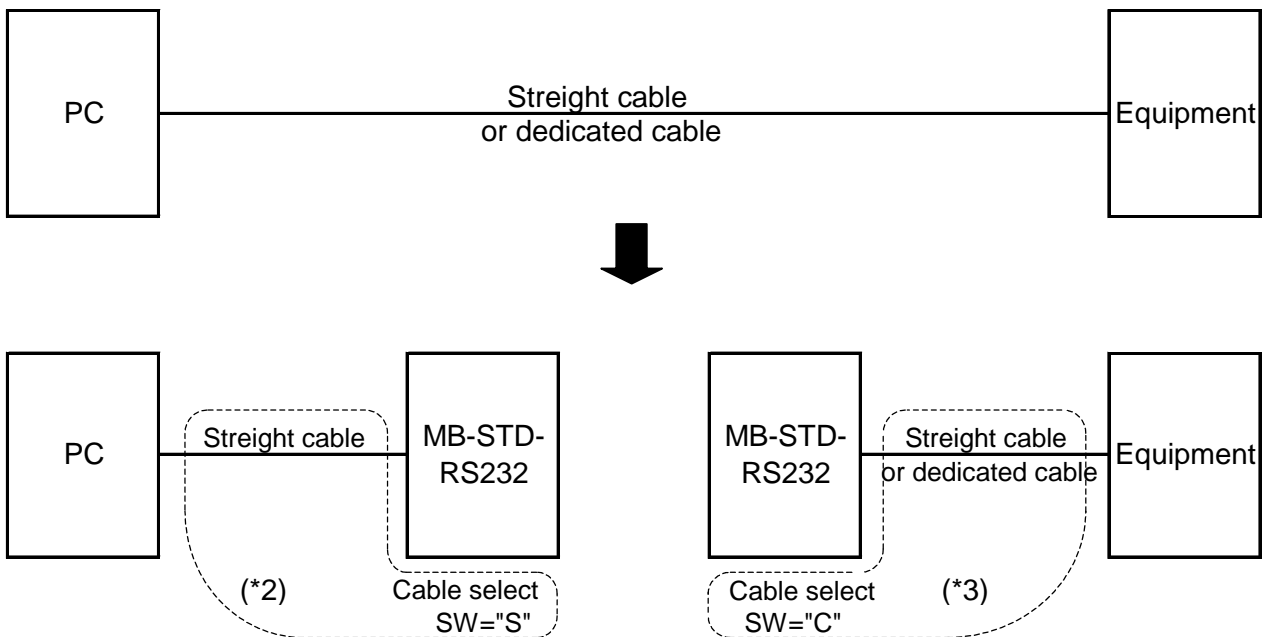 PC
Streight cable
or dedicated cable
Equipment
PC
Streight cable
MB-STD-
RS232
MB-STD-
RS232
Streight cable
or dedicated cable
Equipment
(*2)
Cable select
SW="S"
Cable select
SW="C"
(*3)